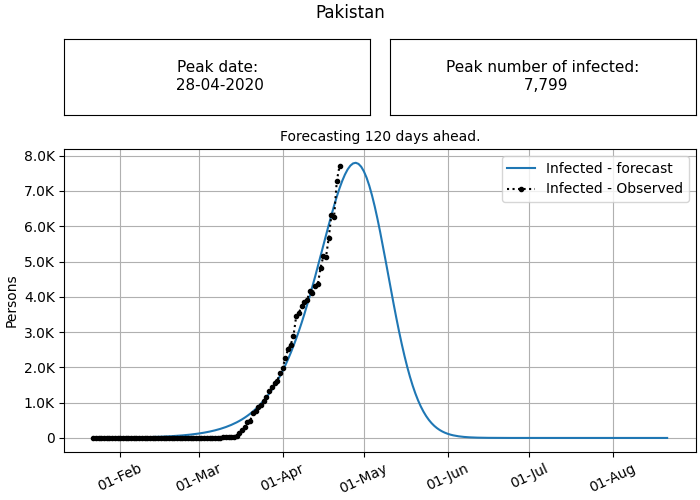 Pakistan
Peak date:
28-04-2020
Peak number of infected:
7,799
Forecasting 120 days ahead.
Infected - forecast
Infected - Observed
8.0K
7.0K
6.0K
5.0K
4.0K
3.0K
2.0K
1.0K
0
Persons
01-Feb
01-Mar
01-Apr
01-May
01-Jun
01-Jul
01-Aug